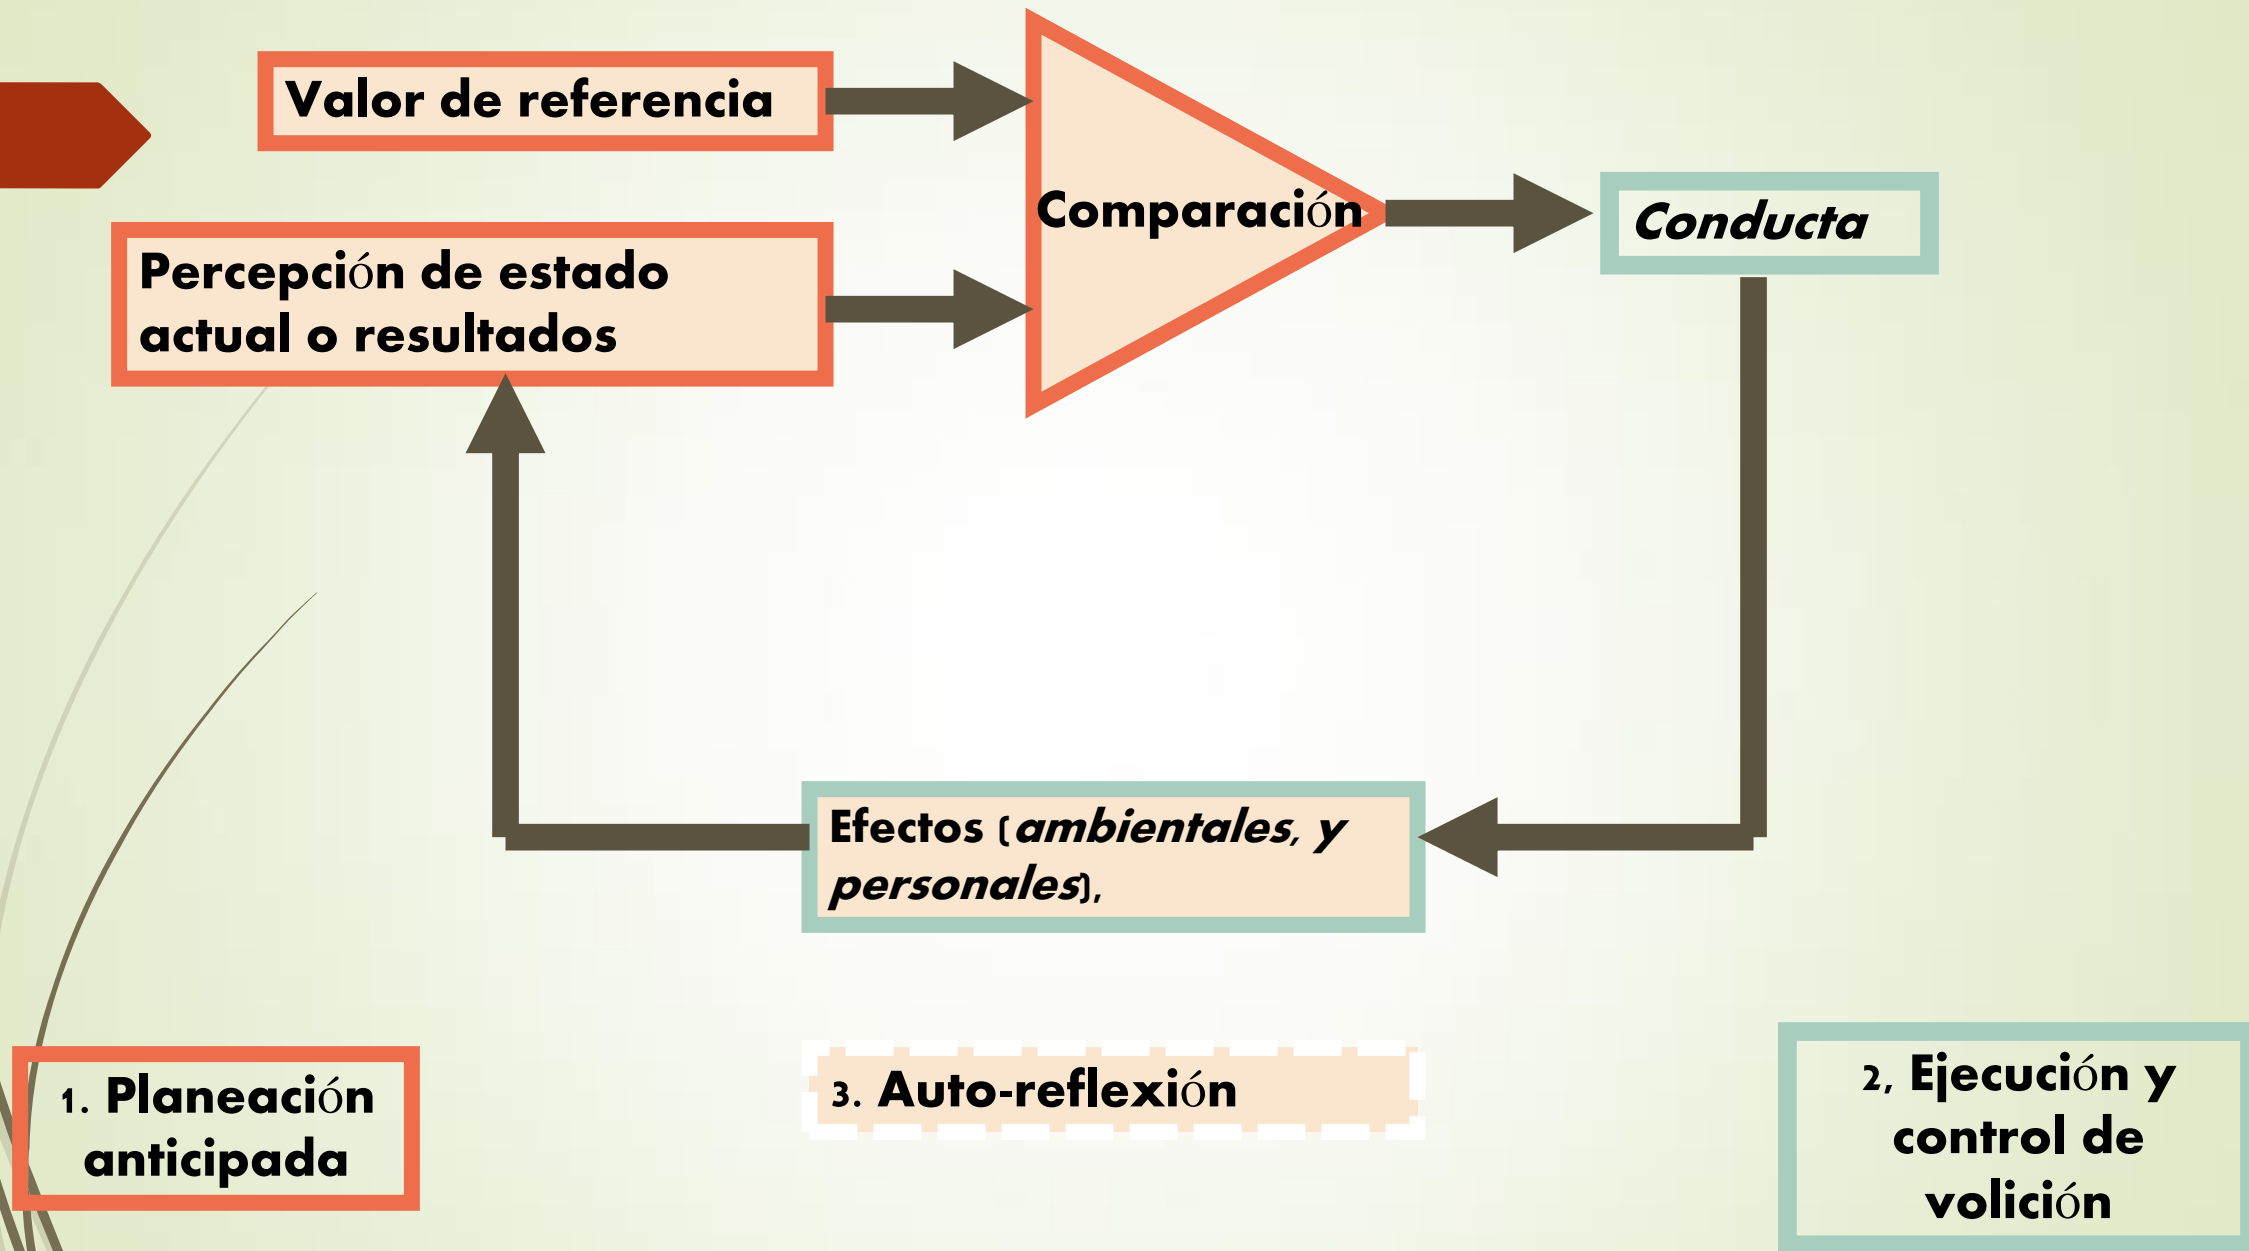 Valor de referencia
Percepción de estado
actual o resultados
Comparación
Conducta
Efectos (ambientales, y
personales),
1. Planeación
anticipada
3. Auto-reflexión
2, Ejecución y
control de
volición